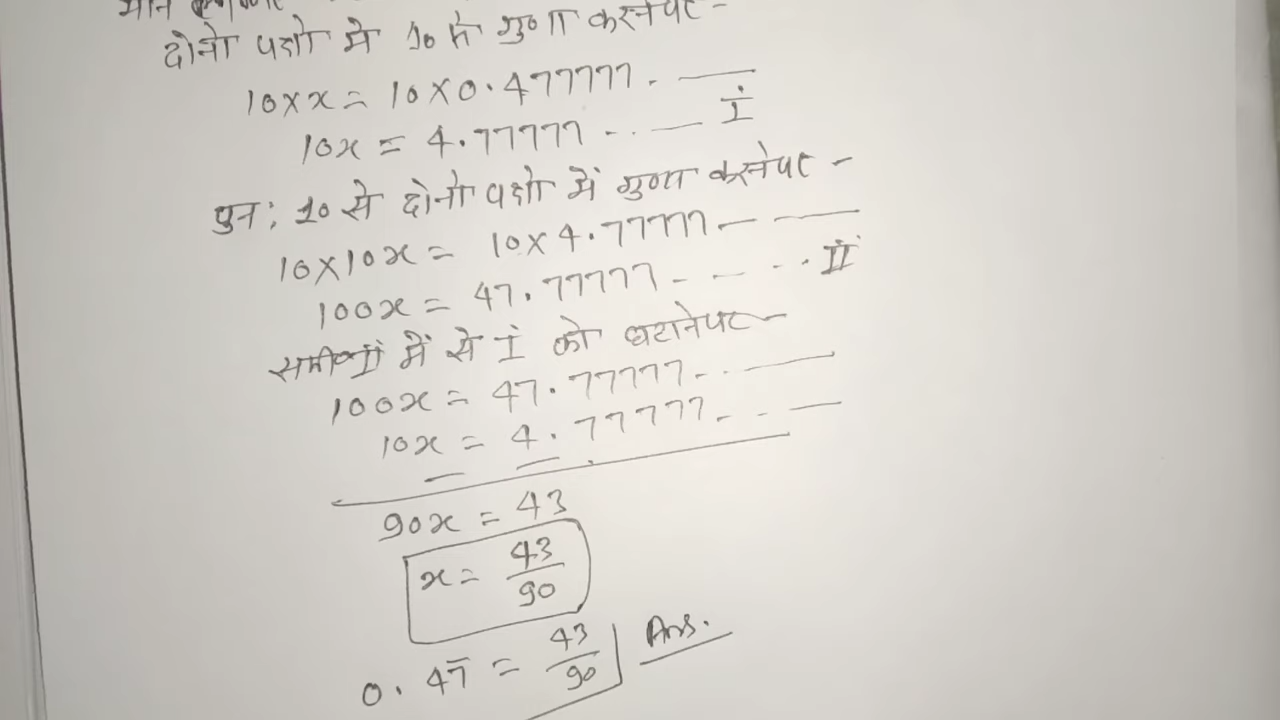 मान
दोनो पक्षो मे 10 से गुणा करनेपर -
10×x = 10×0.477777. —
10x = 4.77777 ..— I
पुनः 10 से दोनो पक्षो में गुणा करनेपर -
10×10x = 10×4.77777.— —
100x = 47.77777 - — - .. II
समी० II में से I को घटानेपर -
100x = 47.77777.. —
10x = 4.77777.. - —
— —
90x = 43
x = 43/90
0.47̄ = 43/90 Ans.